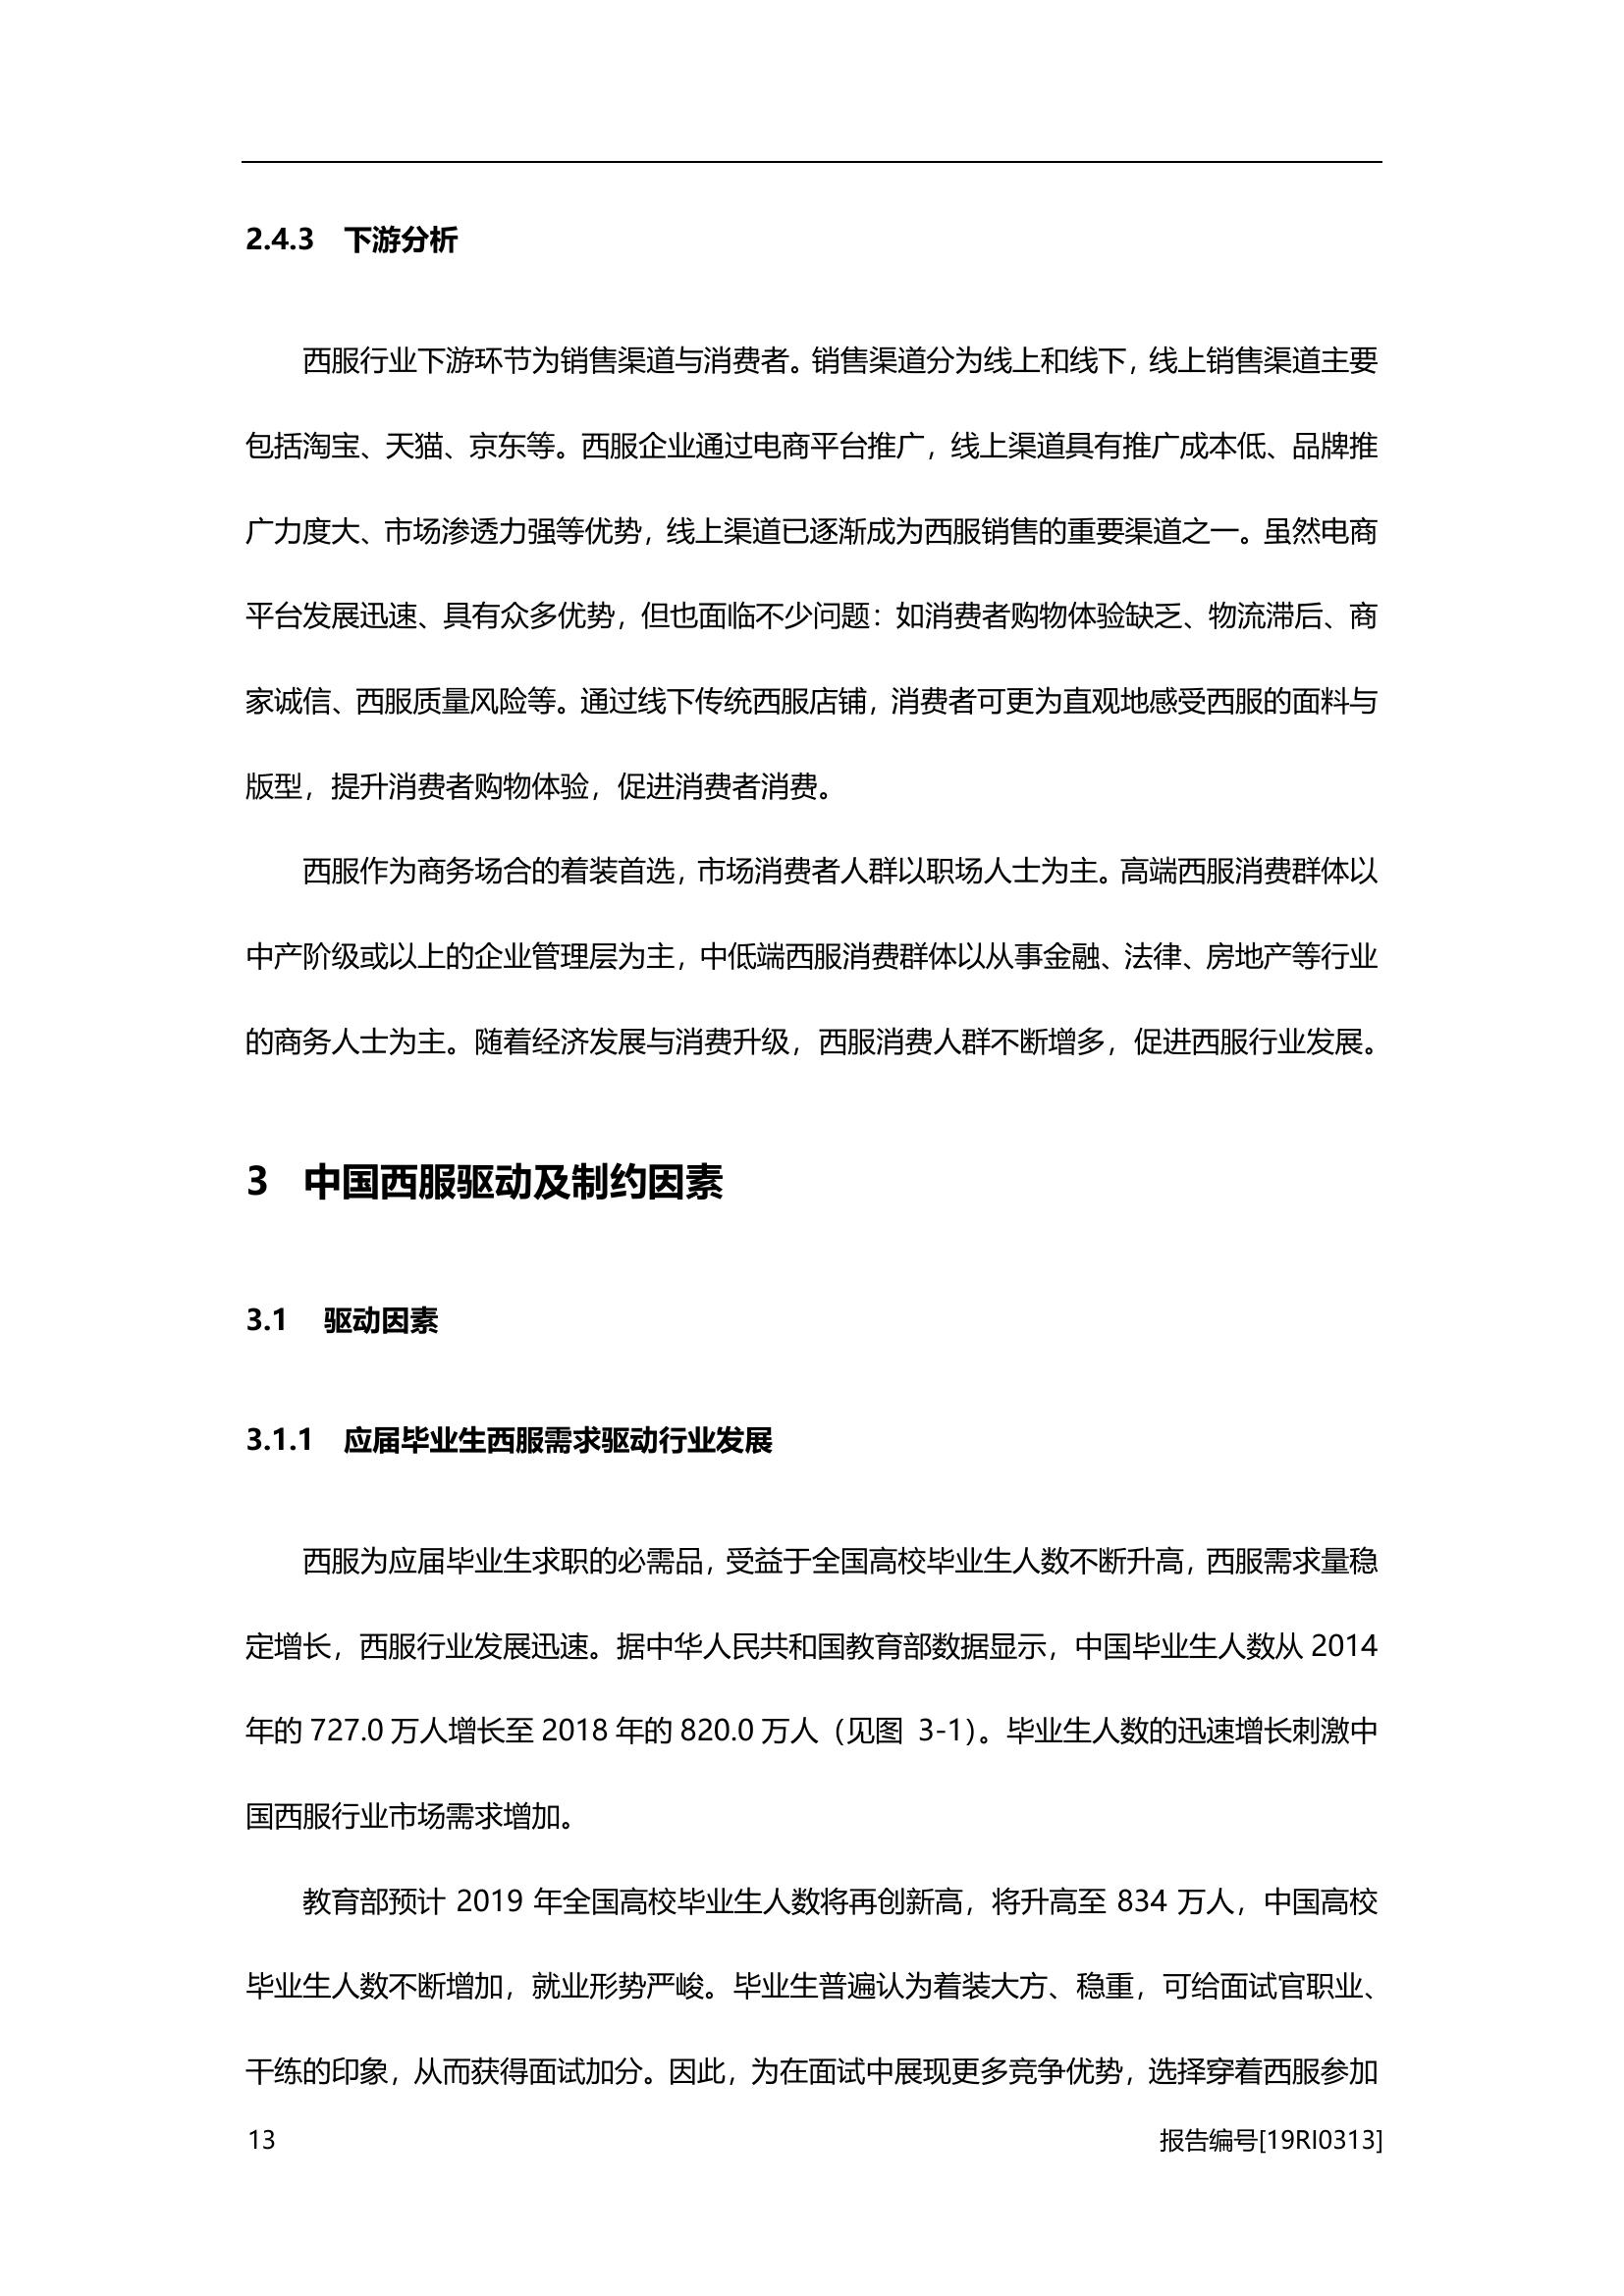 2.4.3 下游分析
西服行业下游环节为销售渠道与消费者。销售渠道分为线上和线下，线上销售渠道主要
包括淘宝、天猫、京东等。西服企业通过电商平台推广，线上渠道具有推广成本低、品牌推
广力度大、市场渗透力强等优势，线上渠道已逐渐成为西服销售的重要渠道之一。虽然电商
平台发展迅速、具有众多优势，但也面临不少问题：如消费者购物体验缺乏、物流滞后、商
家诚信、西服质量风险等。通过线下传统西服店铺，消费者可更为直观地感受西服的面料与
版型，提升消费者购物体验，促进消费者消费。
西服作为商务场合的着装首选，市场消费者人群以职场人士为主。高端西服消费群体以
中产阶级或以上的企业管理层为主，中低端西服消费群体以从事金融、法律、房地产等行业
的商务人士为主。随着经济发展与消费升级，西服消费人群不断增多，促进西服行业发展。
3 中国西服驱动及制约因素
3.1 驱动因素
3.1.1 应届毕业生西服需求驱动行业发展
西服为应届毕业生求职的必需品，受益于全国高校毕业生人数不断升高，西服需求量稳
定增长，西服行业发展迅速。据中华人民共和国教育部数据显示，中国毕业生人数从 2014
年的 727.0 万人增长至 2018 年的 820.0 万人（见图 3-1）。毕业生人数的迅速增长刺激中
国西服行业市场需求增加。
教育部预计 2019 年全国高校毕业生人数将再创新高，将升高至 834 万人，中国高校
毕业生人数不断增加，就业形势严峻。毕业生普遍认为着装大方、稳重，可给面试官职业、
干练的印象，从而获得面试加分。因此，为在面试中展现更多竞争优势，选择穿着西服参加
13 报告编号[19RI0313]